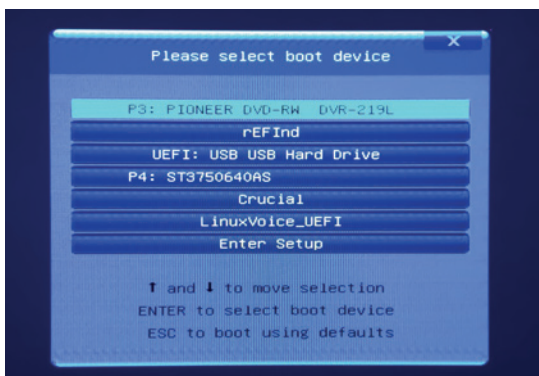 X
Please select boot device
P3: PIONEER DVD-RW DVR-219L
rEFInd
UEFI: USB USB Hard Drive
P4: ST3750640AS
Crucial
LinuxVoice_UEFI
Enter Setup
↑ and ↓ to move selection
ENTER to select boot device
ESC to boot using defaults